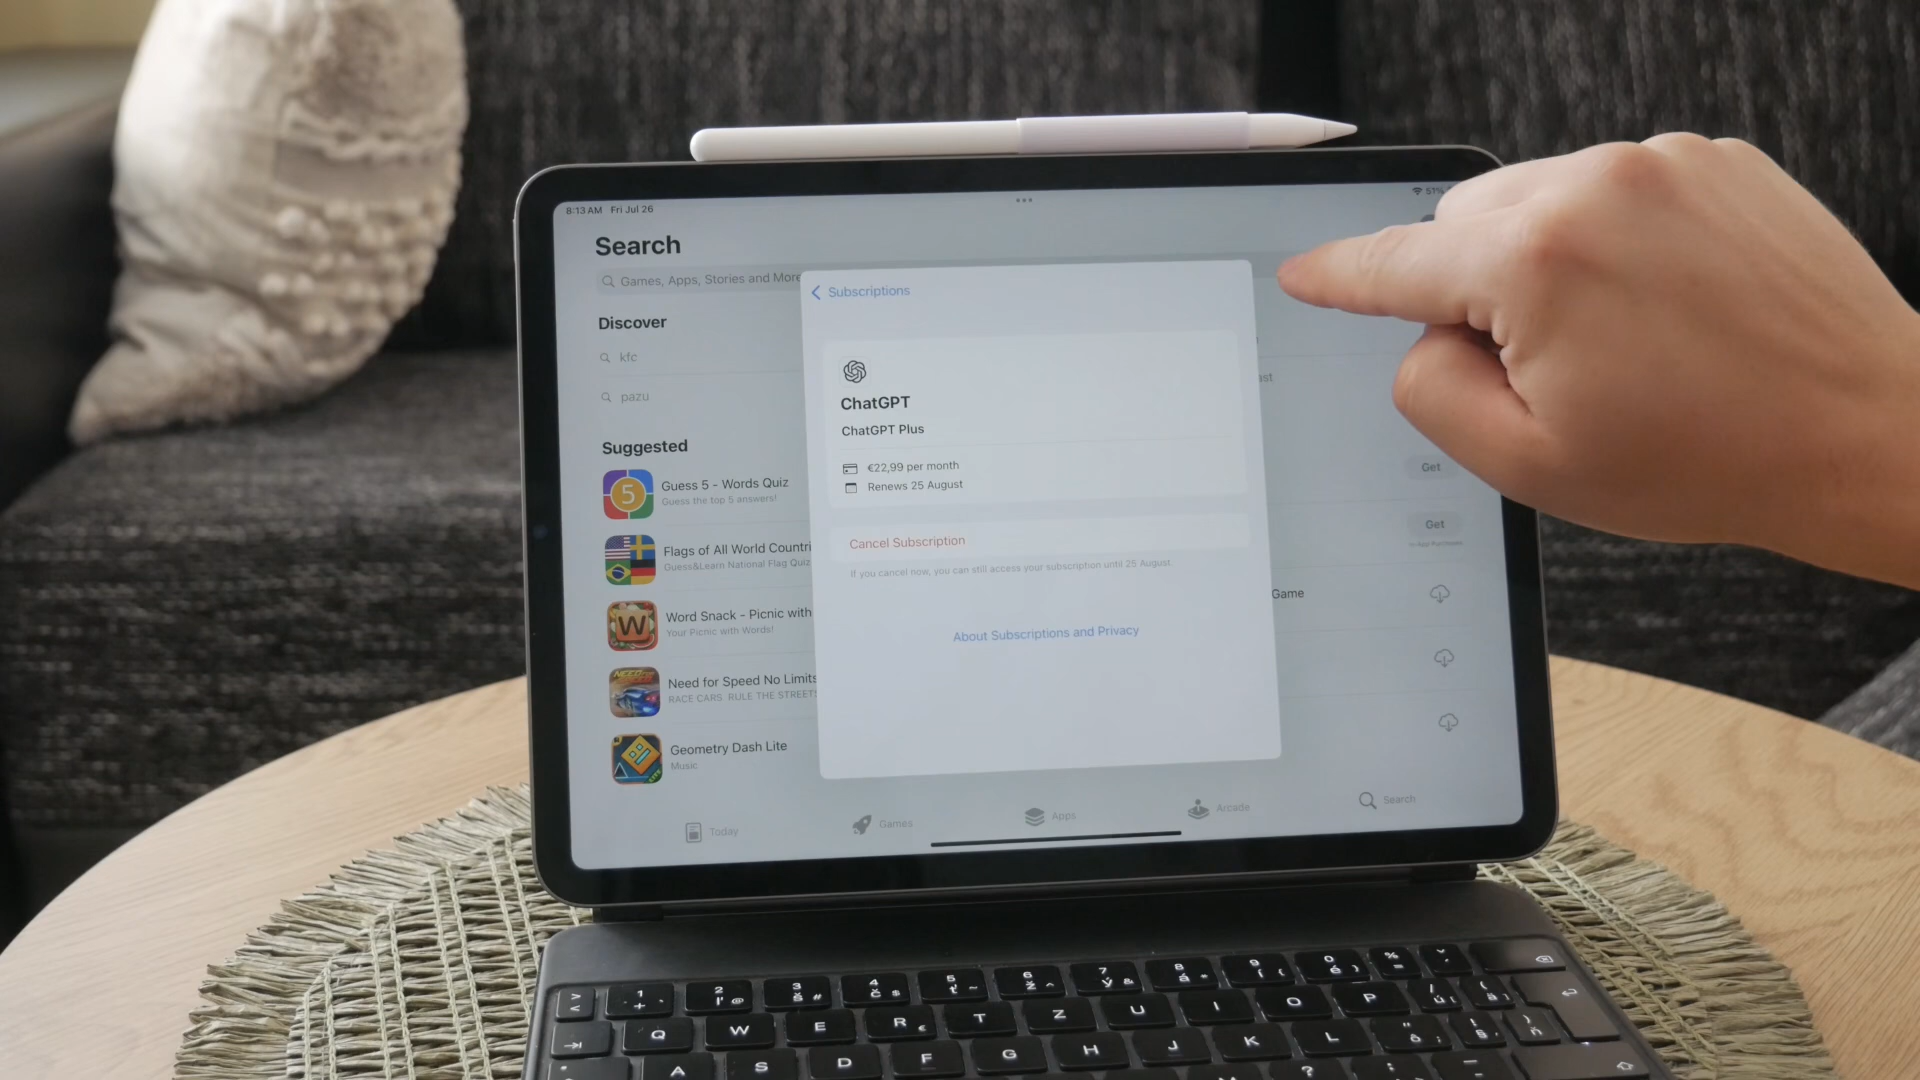 8:13 AM Fri Jul 26
51%
Search
Games, Apps, Stories and More
Subscriptions
Discover
kfc
pazu
ChatGPT
ChatGPT Plus
€22,99 per month
Renews 25 August
Cancel Subscription
If you cancel now, you can still access your subscription until 25 August.
About Subscriptions and Privacy
Suggested
Guess 5 - Words Quiz
Guess the top 5 answers!
Get
Flags of All World Countri
Guess&Learn National Flag Quiz
Get
In-App Purchases
Word Snack - Picnic with
Your Picnic with Words!
Game
Need for Speed No Limits
RACE CARS. RULE THE STREETS
Geometry Dash Lite
Music
Today
Games
Apps
Arcade
Search
Q W E R € T Z U I O P
A S D F G H J K L